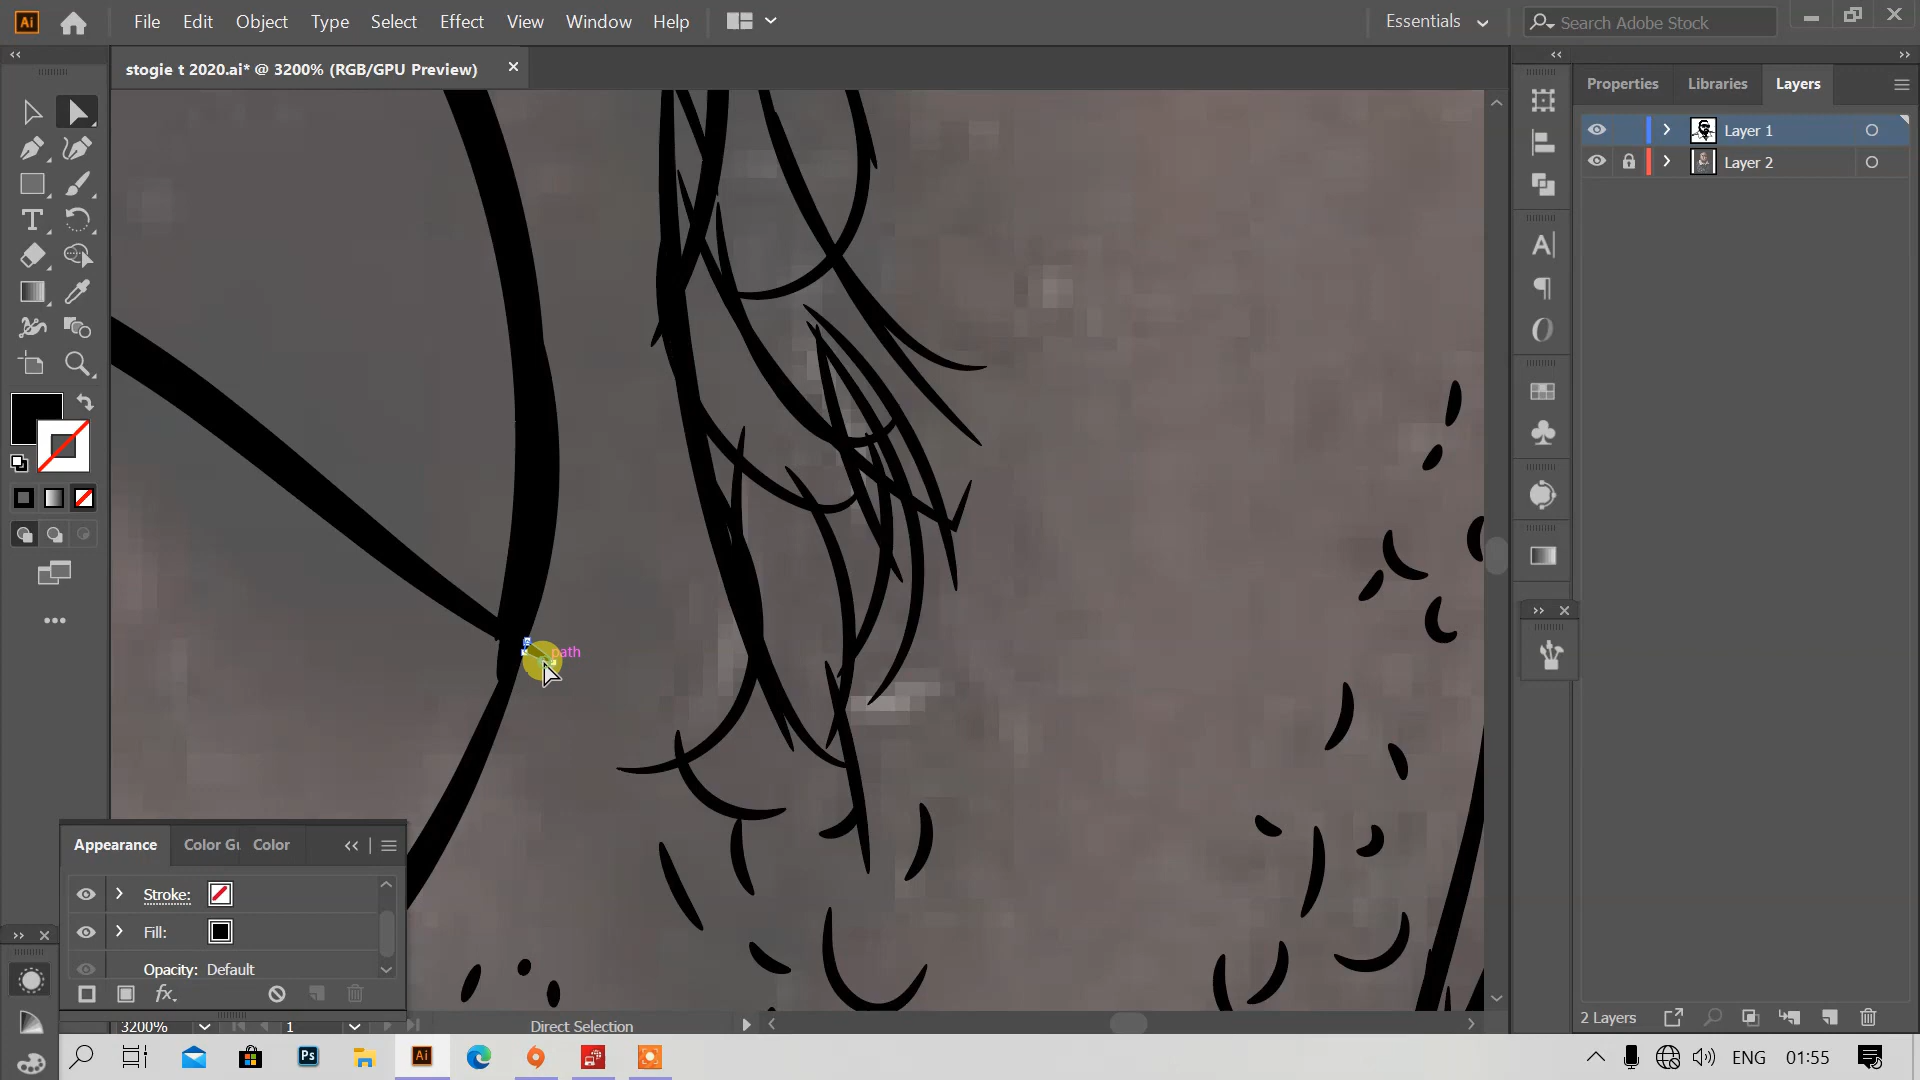 Ai File Edit Object Type Select Effect View Window Help Essentials Search Adobe Stock
stogie t 2020.ai* @ 3200% (RGB/GPU Preview)
Properties Libraries Layers
Layer 1
Layer 2
path
Appearance Color Gu Color
Stroke:
Fill:
Opacity: Default
fx
3200% 1 Direct Selection
2 Layers
Ps Ai ENG 01:55